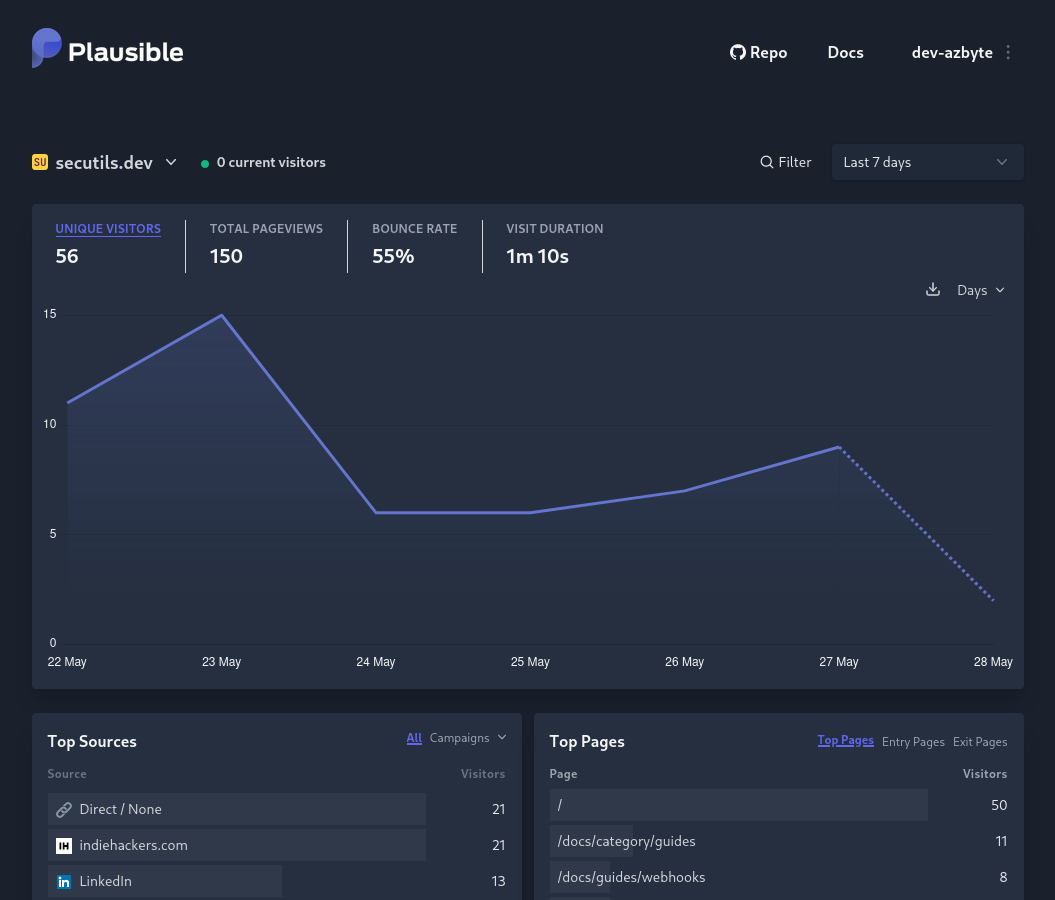 Plausible
Repo Docs dev-azbyte
SU secutils.dev 0 current visitors Filter Last 7 days
UNIQUE VISITORS TOTAL PAGEVIEWS BOUNCE RATE VISIT DURATION
56 150 55% 1m 10s
Days
15
10
5
0
22 May 23 May 24 May 25 May 26 May 27 May 28 May
Top Sources All Campaigns
Source Visitors
Direct / None 21
IH indiehackers.com 21
in LinkedIn 13
Top Pages Top Pages Entry Pages Exit Pages
Page Visitors
/ 50
/docs/category/guides 11
/docs/guides/webhooks 8